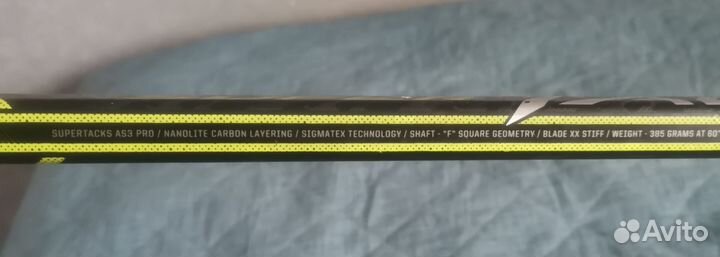 SUPERTACKS AS3 PRO / NANOLITE CARBON LAYERING / SIGMATEX TECHNOLOGY / SHAFT - "F" SQUARE GEOMETRY / BLADE XX STIFF / WEIGHT - 385 GRAMS AT 60"
Avito